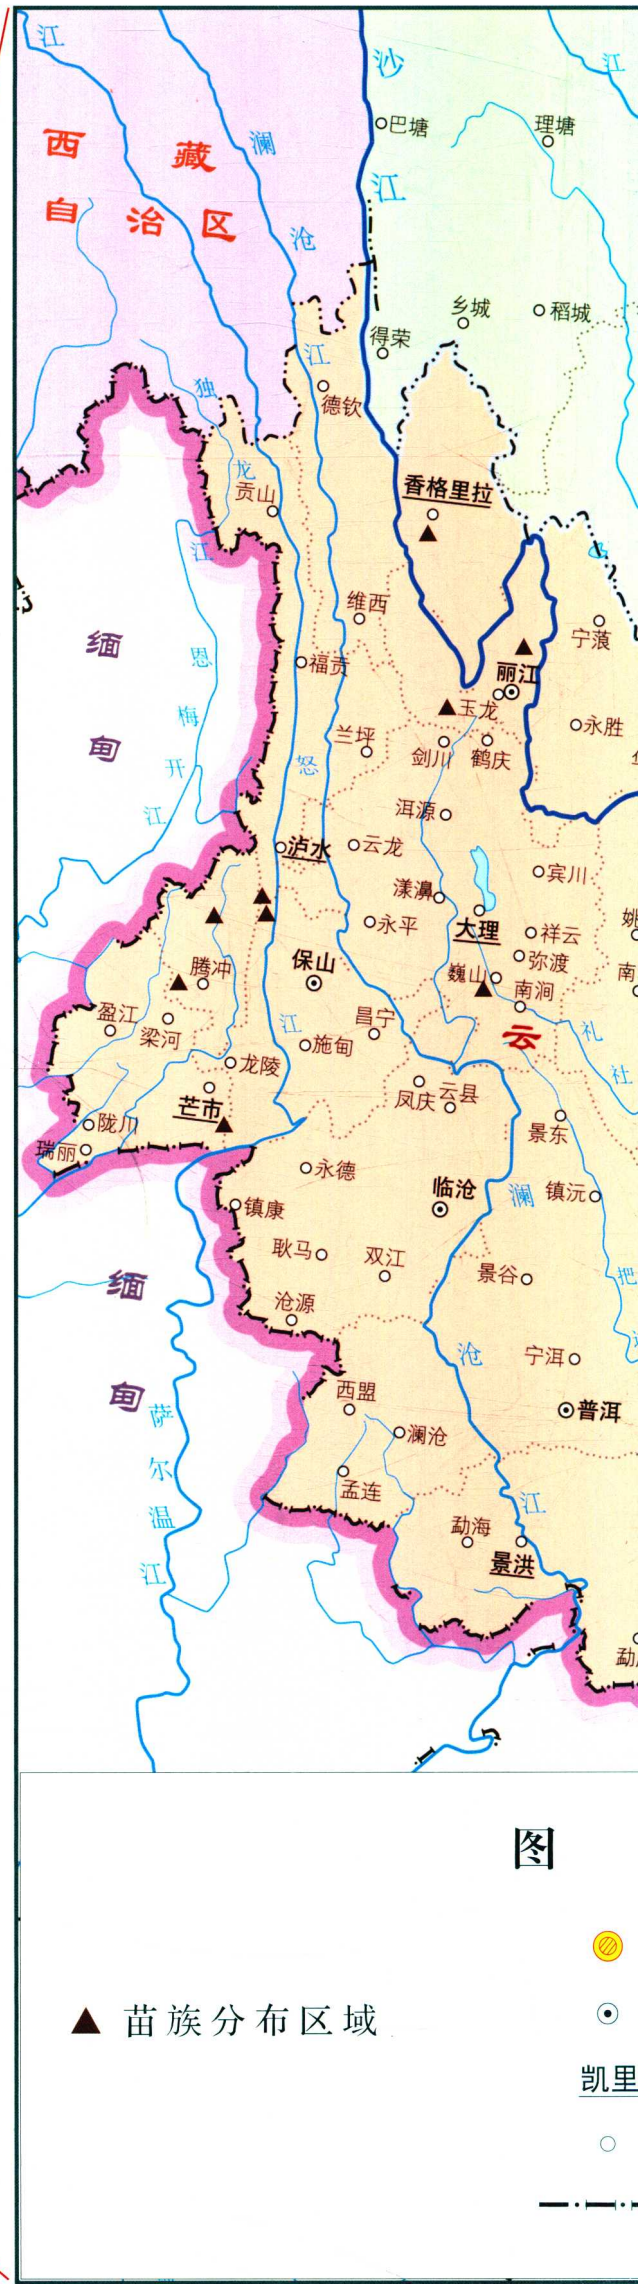 江
沙
江
巴塘
理塘
西藏
自治区
澜
沧
江
江
乡城
稻城
得荣
德钦
独
龙
江
贡山
香格里拉
缅
甸
恩
梅
开
江
维西
宁蒗
福贡
丽江
玉龙
永胜
兰坪
剑川
鹤庆
怒
洱源
泸水
云龙
宾川
漾濞
永平
大理
祥云
姚
弥渡
腾冲
保山
巍山
南涧
南
盈江
梁河
江
昌宁
云
礼
社
施甸
龙陵
凤庆
云县
芒市
陇川
景东
瑞丽
永德
临沧
澜
镇沅
镇康
耿马
双江
景谷
把
缅
甸
沧源
沧
宁洱
西盟
普洱
萨
尔
温
江
澜沧
孟连
江
勐海
景洪
勐
图
苗族分布区域
凯里